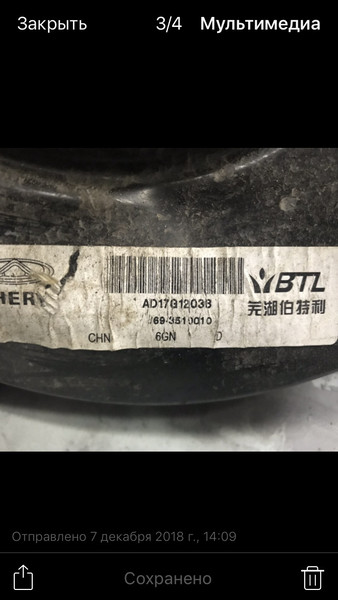 Закрыть 3/4 Мультимедиа
HERY
BTL
AD17G12036
芜湖伯特利
69-3510010
CHN 6GN D
Отправлено 7 декабря 2018 г., 14:09
Сохранено